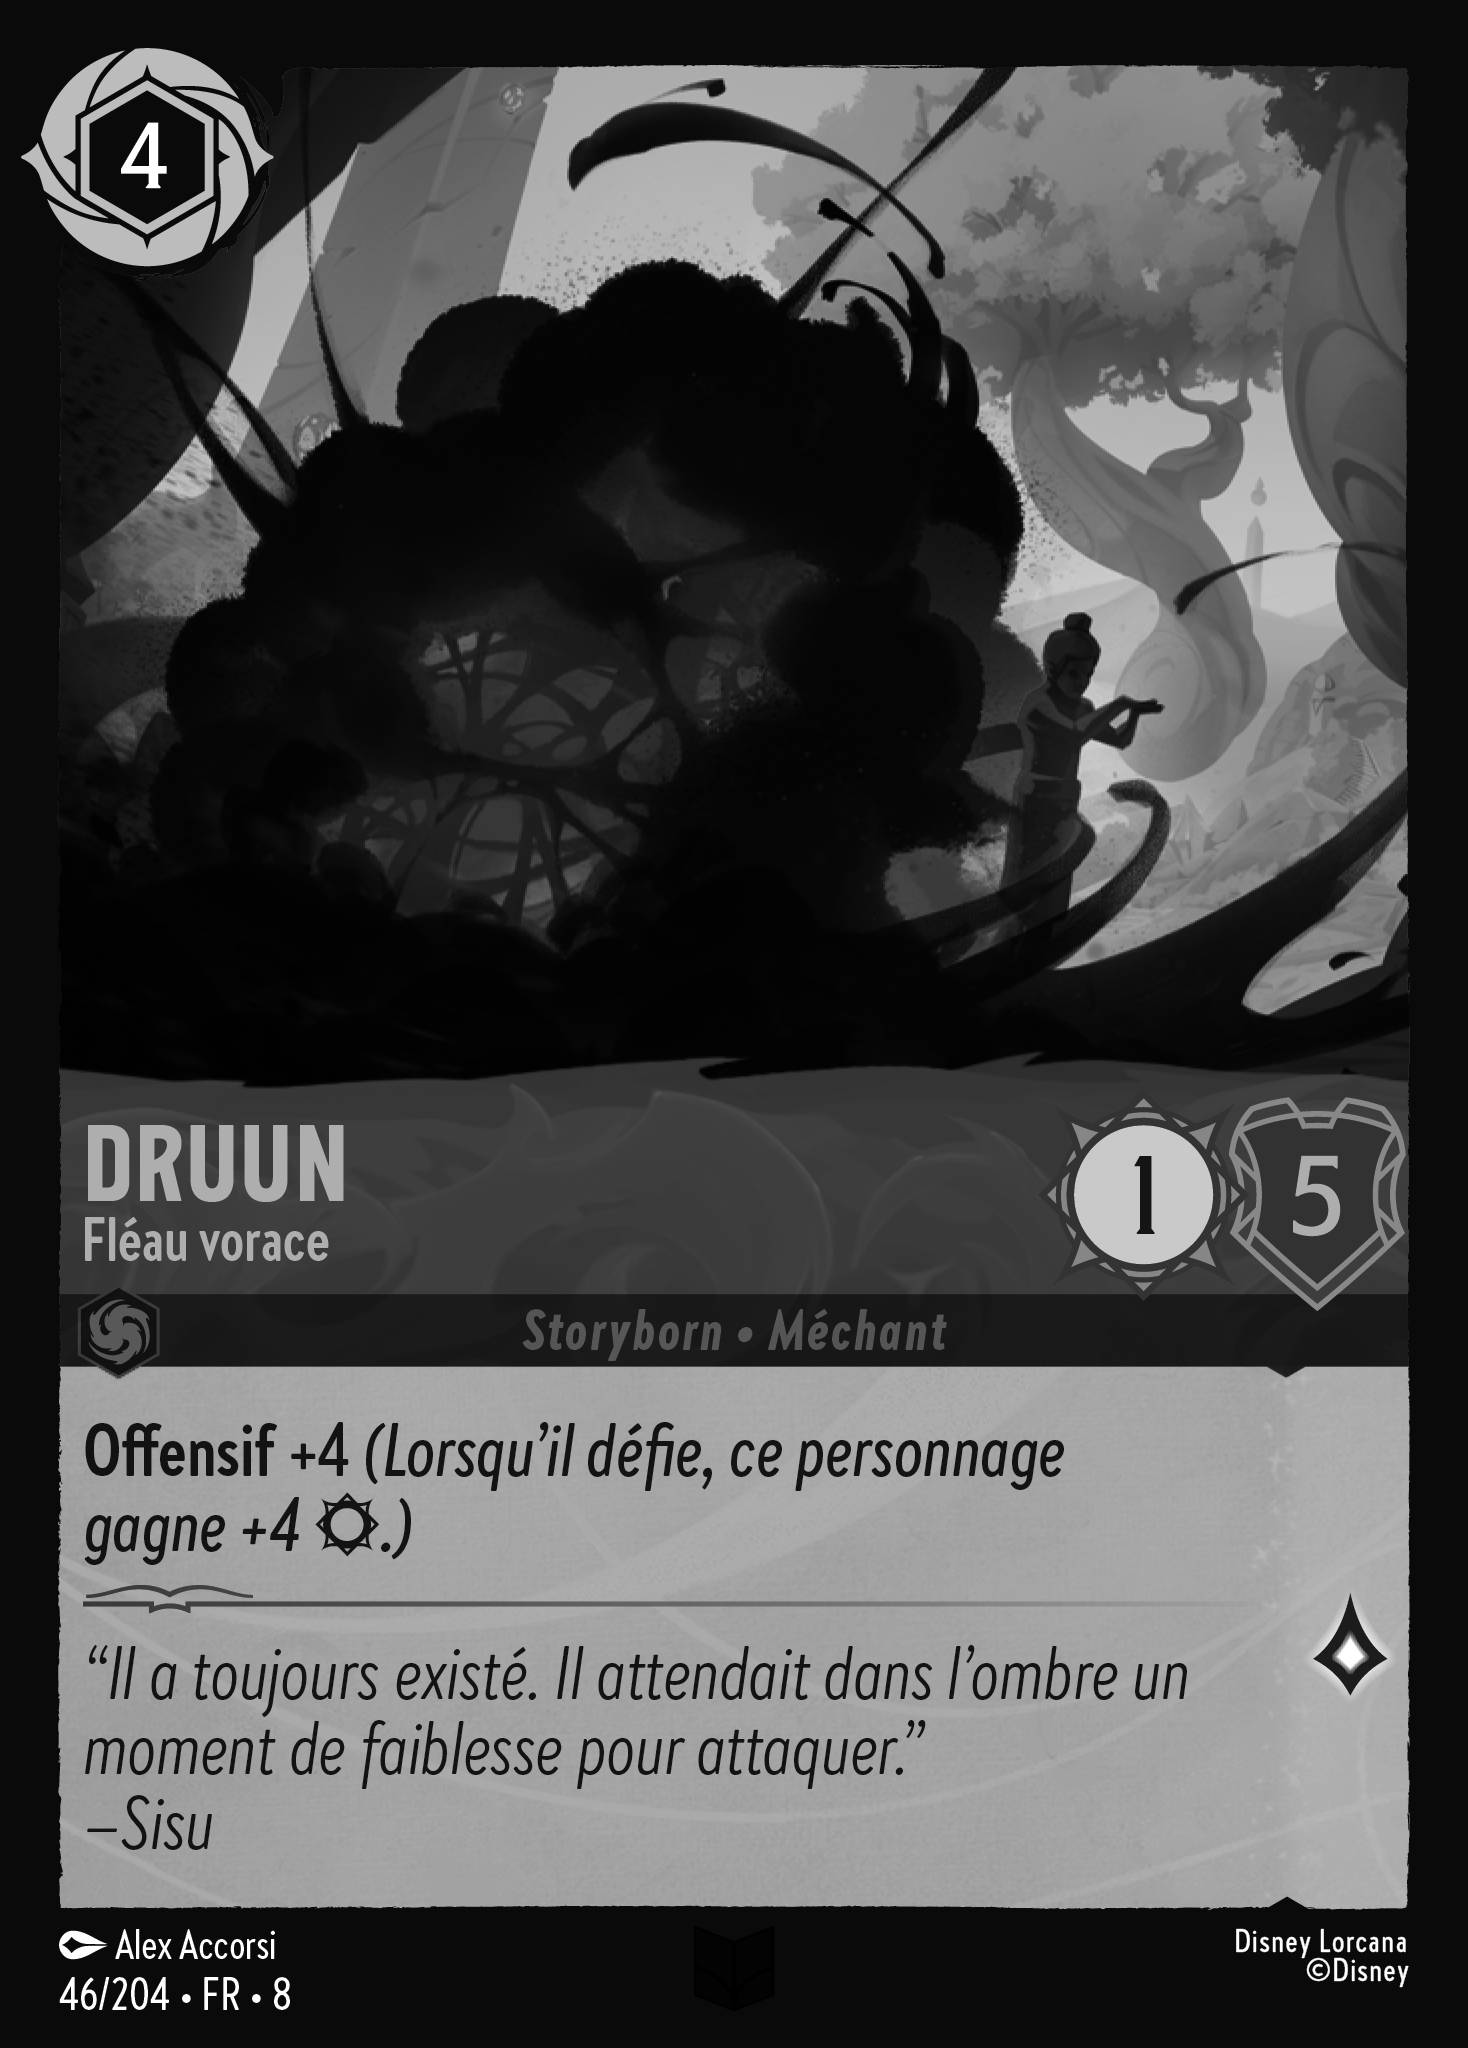 4
DRUUN
Fléau vorace
1 5
Storyborn • Méchant
Offensif +4 (Lorsqu’il défie, ce personnage
gagne +4 .)
“Il a toujours existé. Il attendait dans l’ombre un
moment de faiblesse pour attaquer.”
–Sisu
Alex Accorsi
46/204 • FR • 8
Disney Lorcana
©Disney